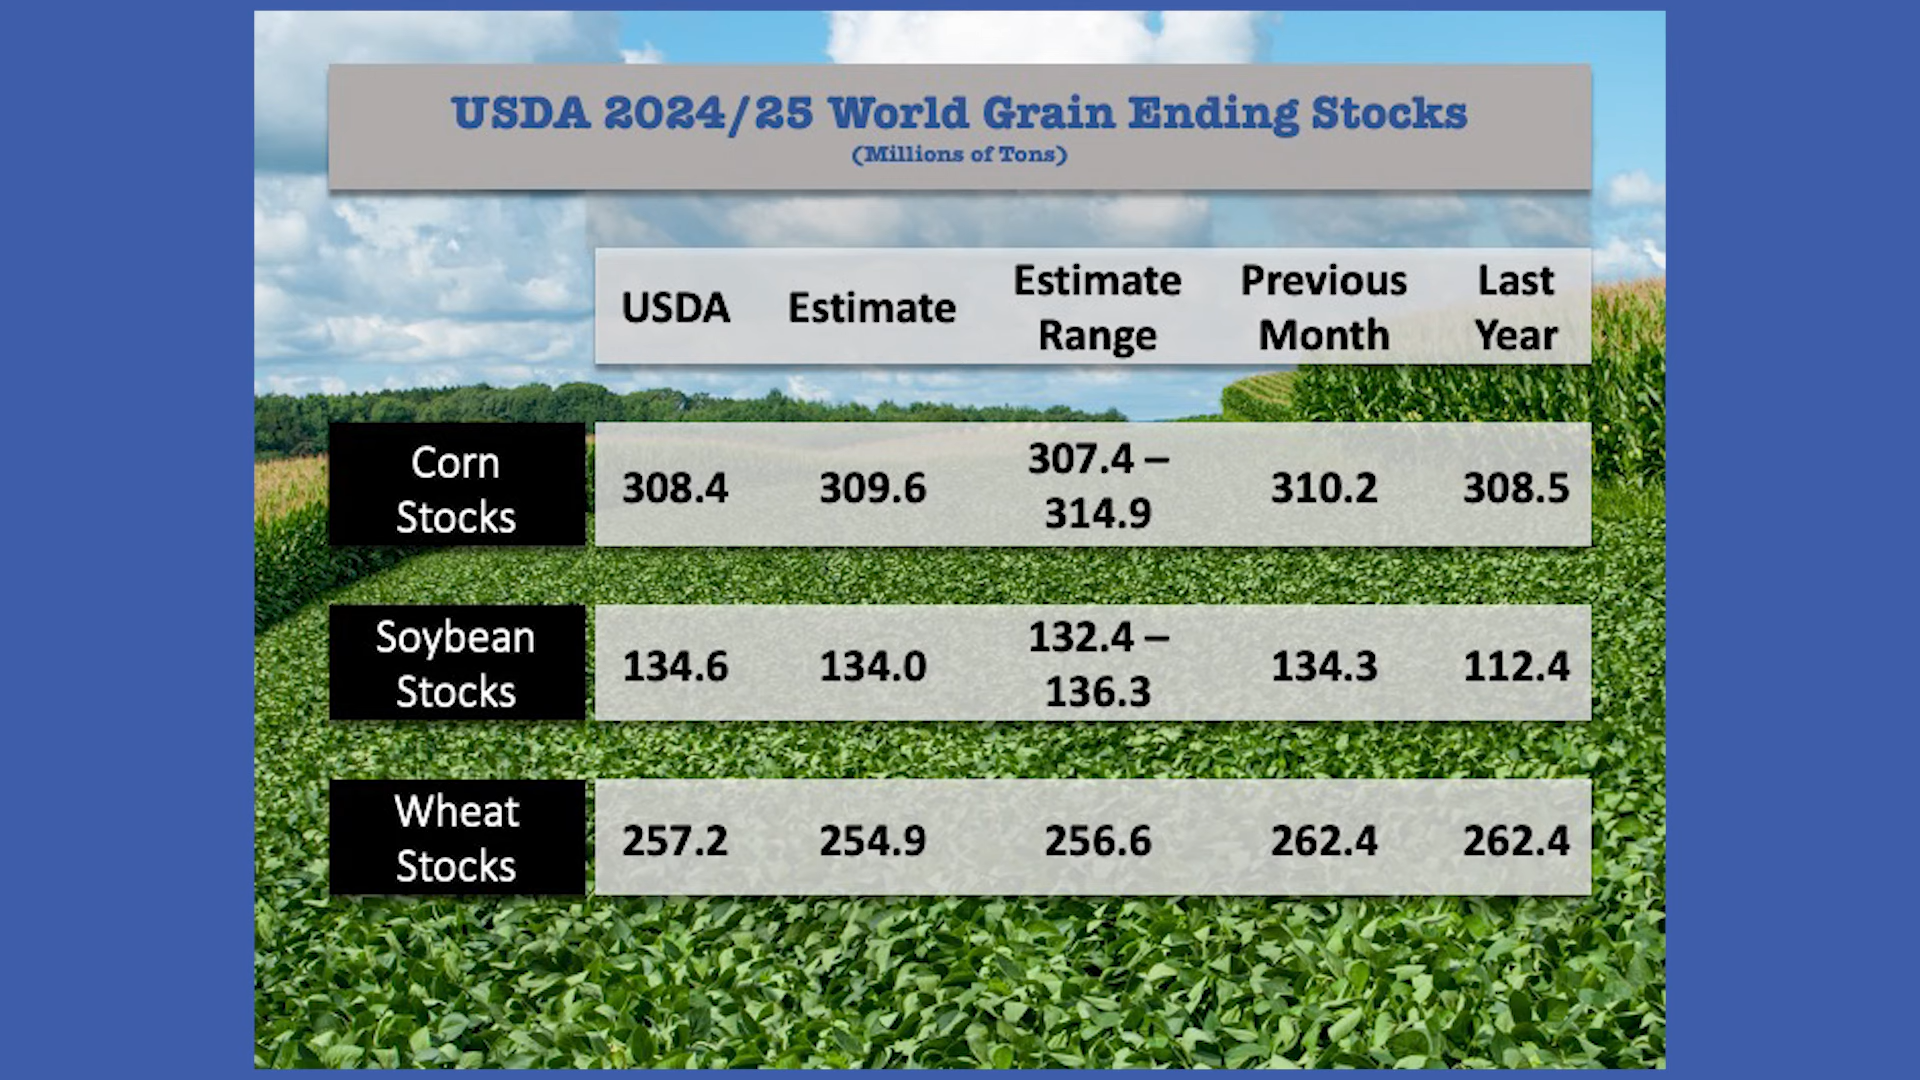 USDA 2024/25 World Grain Ending Stocks
(Millions of Tons)
USDA Estimate Estimate Range Previous Month Last Year
Corn Stocks 308.4 309.6 307.4 – 314.9 310.2 308.5
Soybean Stocks 134.6 134.0 132.4 – 136.3 134.3 112.4
Wheat Stocks 257.2 254.9 256.6 262.4 262.4